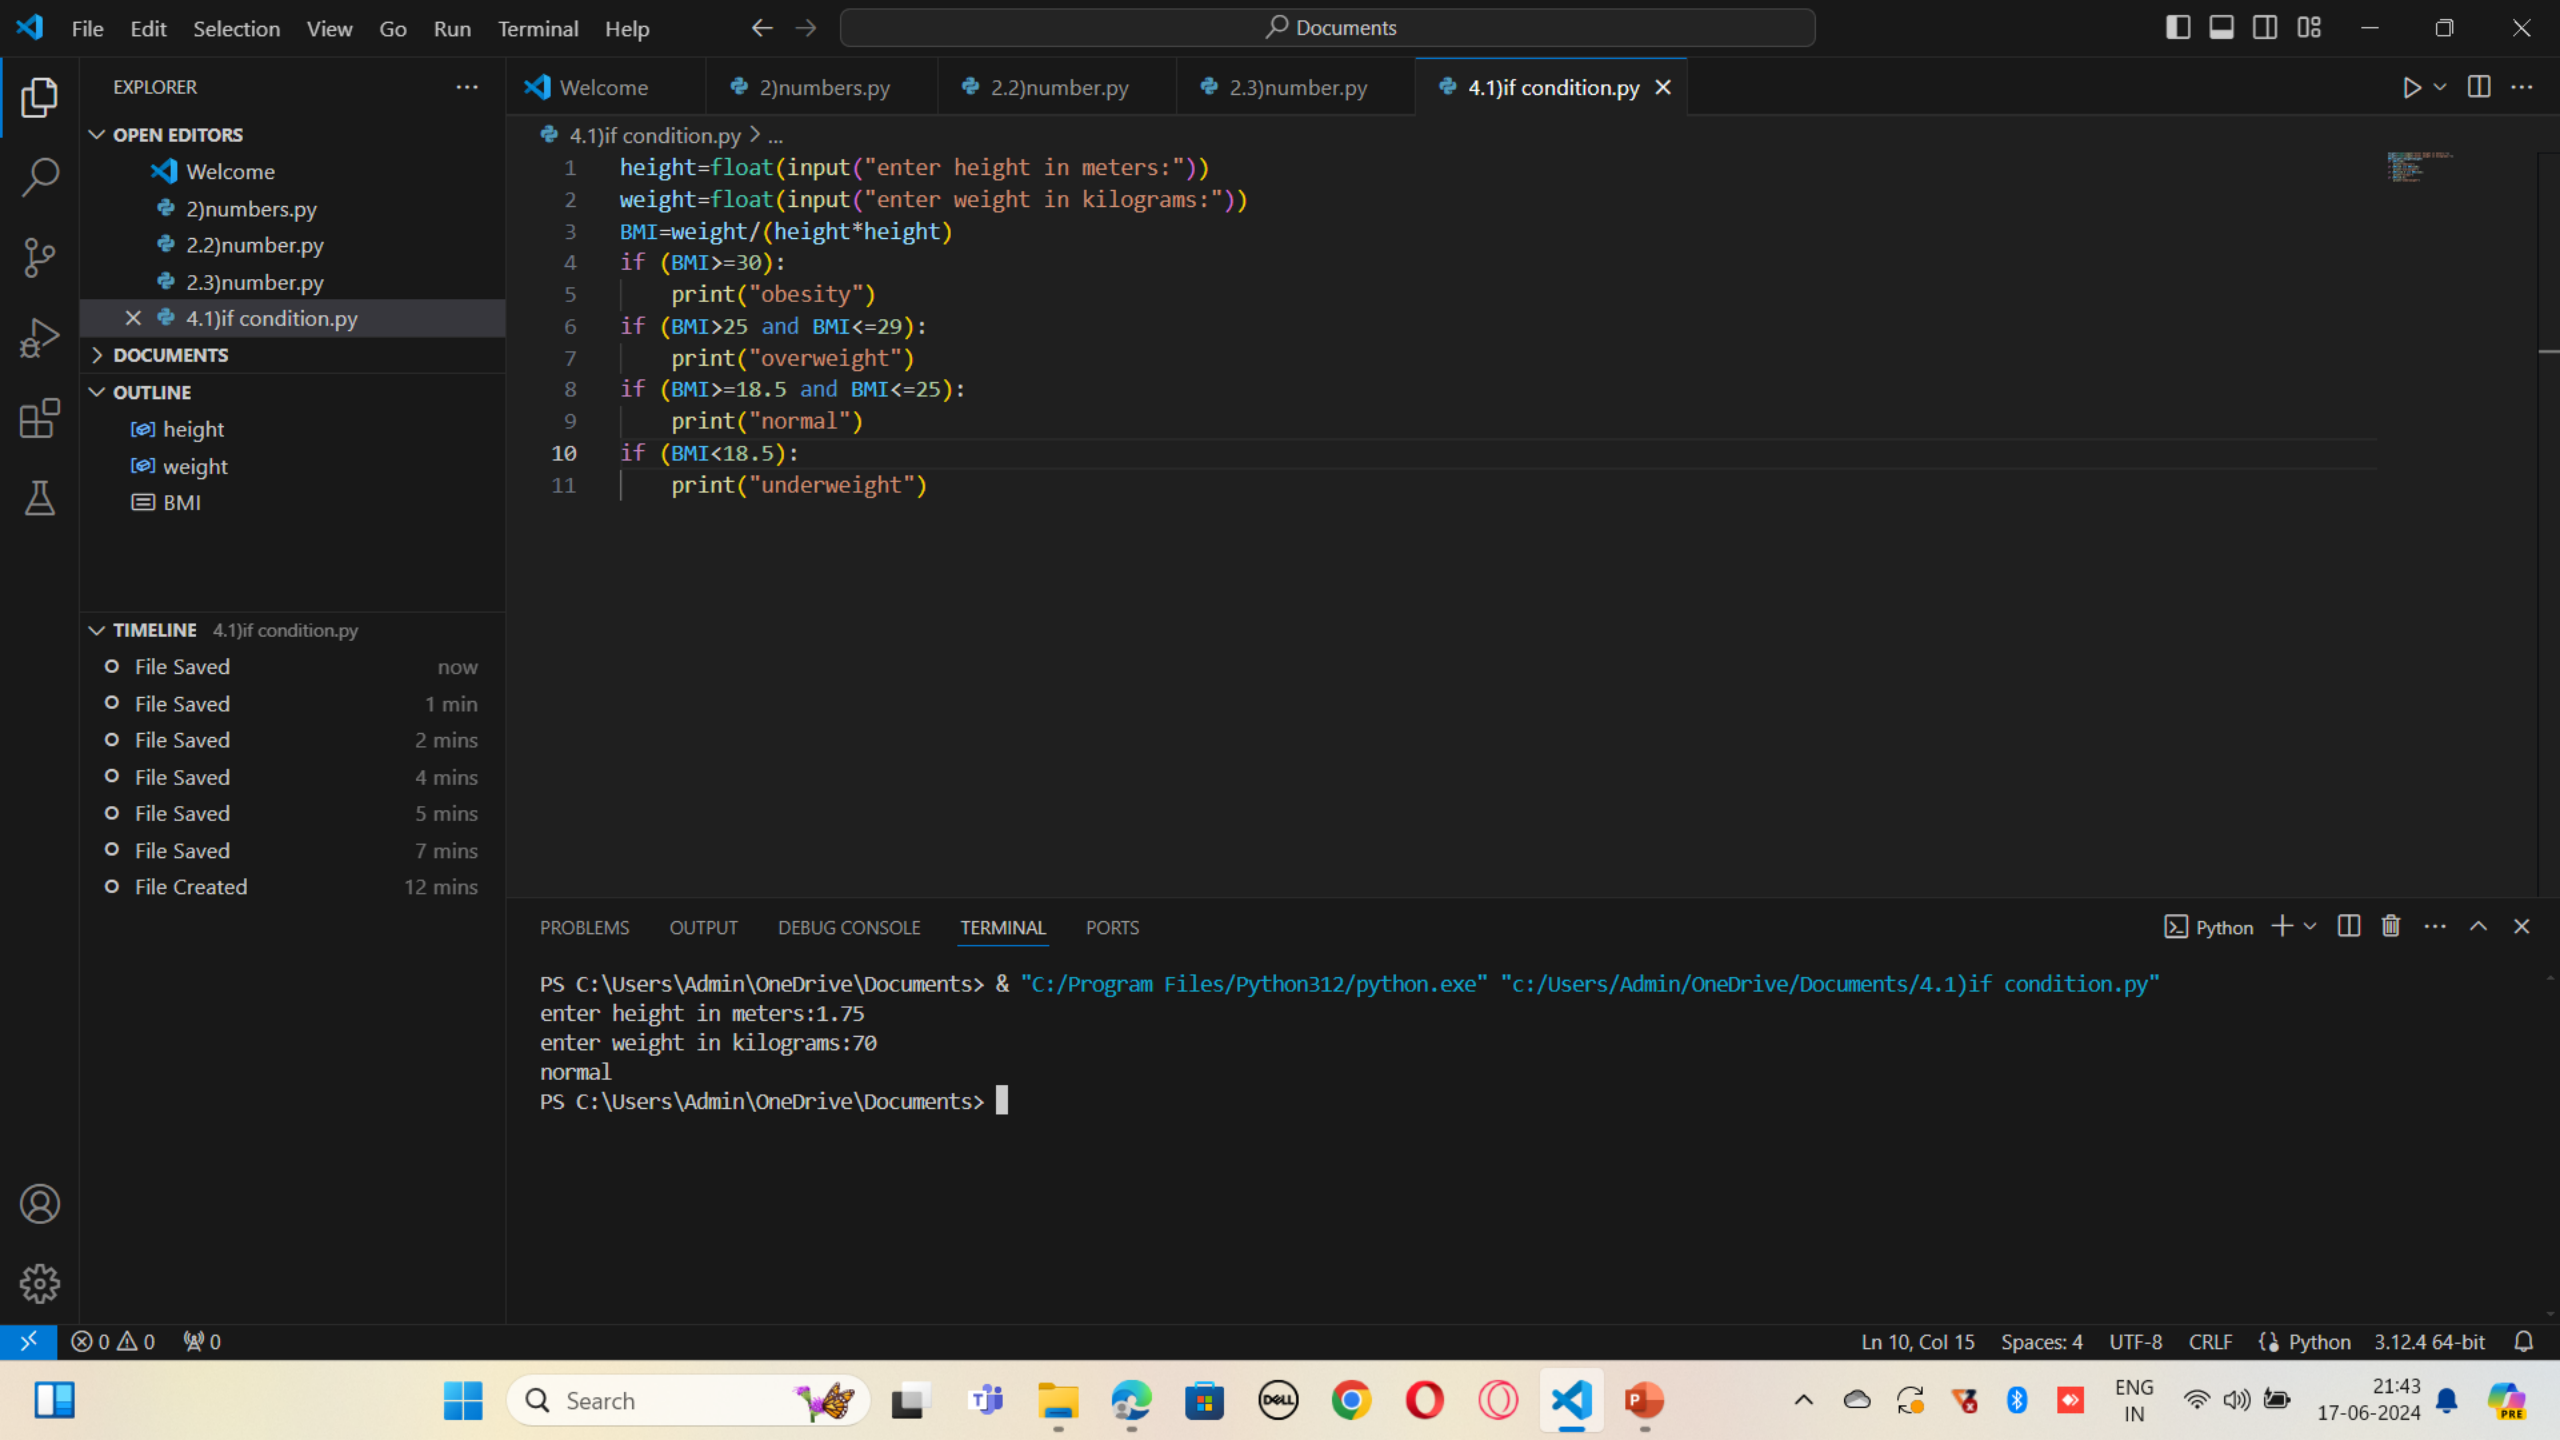 File Edit Selection View Go Run Terminal Help
Documents
EXPLORER
OPEN EDITORS
Welcome
2)numbers.py
2.2)number.py
2.3)number.py
4.1)if condition.py
DOCUMENTS
OUTLINE
height
weight
BMI
TIMELINE 4.1)if condition.py
File Saved now
File Saved 1 min
File Saved 2 mins
File Saved 4 mins
File Saved 5 mins
File Saved 7 mins
File Created 12 mins
Welcome 2)numbers.py 2.2)number.py 2.3)number.py 4.1)if condition.py
4.1)if condition.py > ...
1 height=float(input("enter height in meters:"))
2 weight=float(input("enter weight in kilograms:"))
3 BMI=weight/(height*height)
4 if (BMI>=30):
5 print("obesity")
6 if (BMI>25 and BMI<=29):
7 print("overweight")
8 if (BMI>=18.5 and BMI<=25):
9 print("normal")
10 if (BMI<18.5):
11 print("underweight")
PROBLEMS OUTPUT DEBUG CONSOLE TERMINAL PORTS
Python
PS C:\Users\Admin\OneDrive\Documents> & "C:/Program Files/Python312/python.exe" "c:/Users/Admin/OneDrive/Documents/4.1)if condition.py"
enter height in meters:1.75
enter weight in kilograms:70
normal
PS C:\Users\Admin\OneDrive\Documents>
0 0 0
Ln 10, Col 15 Spaces: 4 UTF-8 CRLF Python 3.12.4 64-bit
Search
DELL
ENG
IN
21:43
17-06-2024
PRE